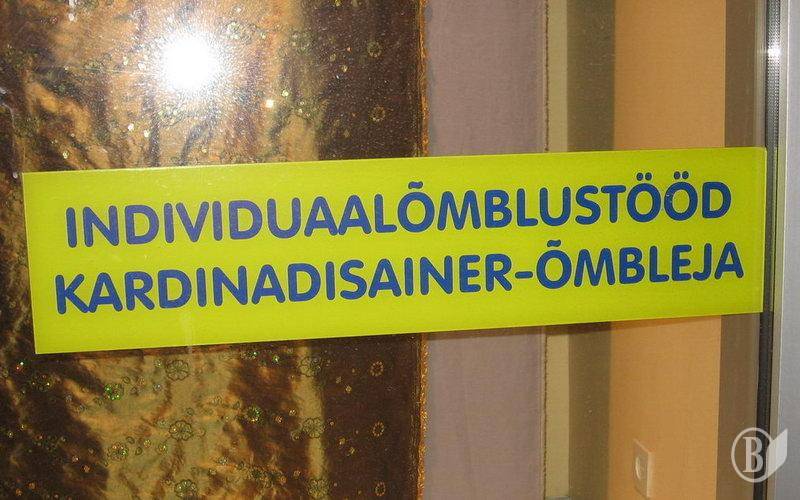 INDIVIDUAALÕMBLUSTÖÖD
KARDINADISAINER-ÕMBLEJA
B